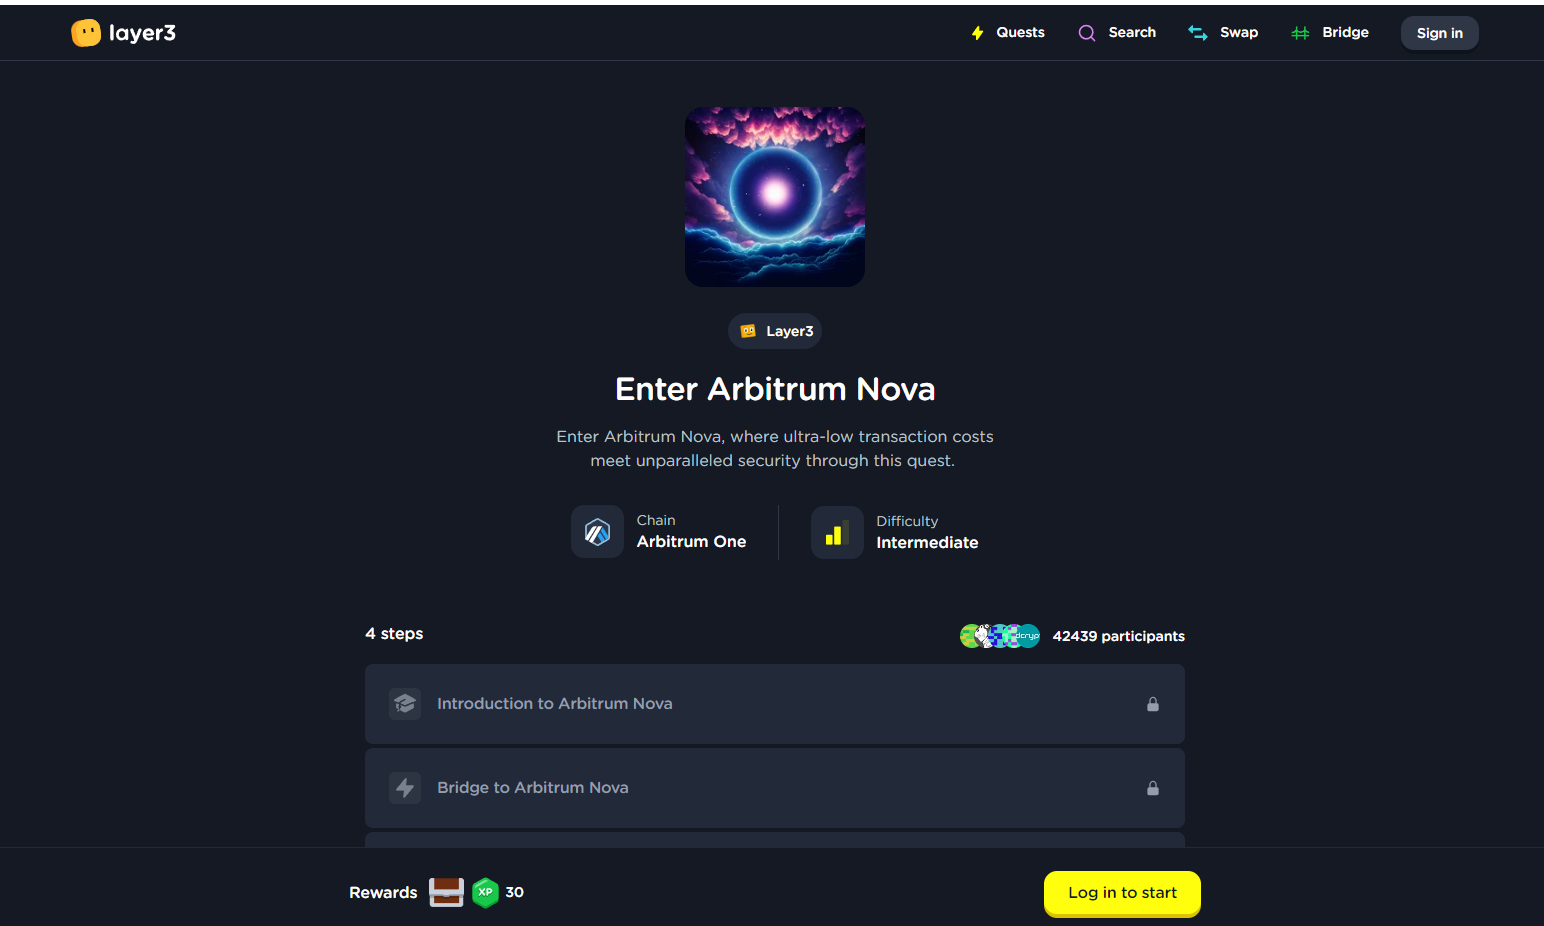 layer3
Quests
Search
Swap
Bridge
Sign in
Layer3
Enter Arbitrum Nova
Enter Arbitrum Nova, where ultra-low transaction costs
meet unparalleled security through this quest.
Chain
Arbitrum One
Difficulty
Intermediate
4 steps
dcryp
42439 participants
Introduction to Arbitrum Nova
Bridge to Arbitrum Nova
Rewards
XP
30
Log in to start